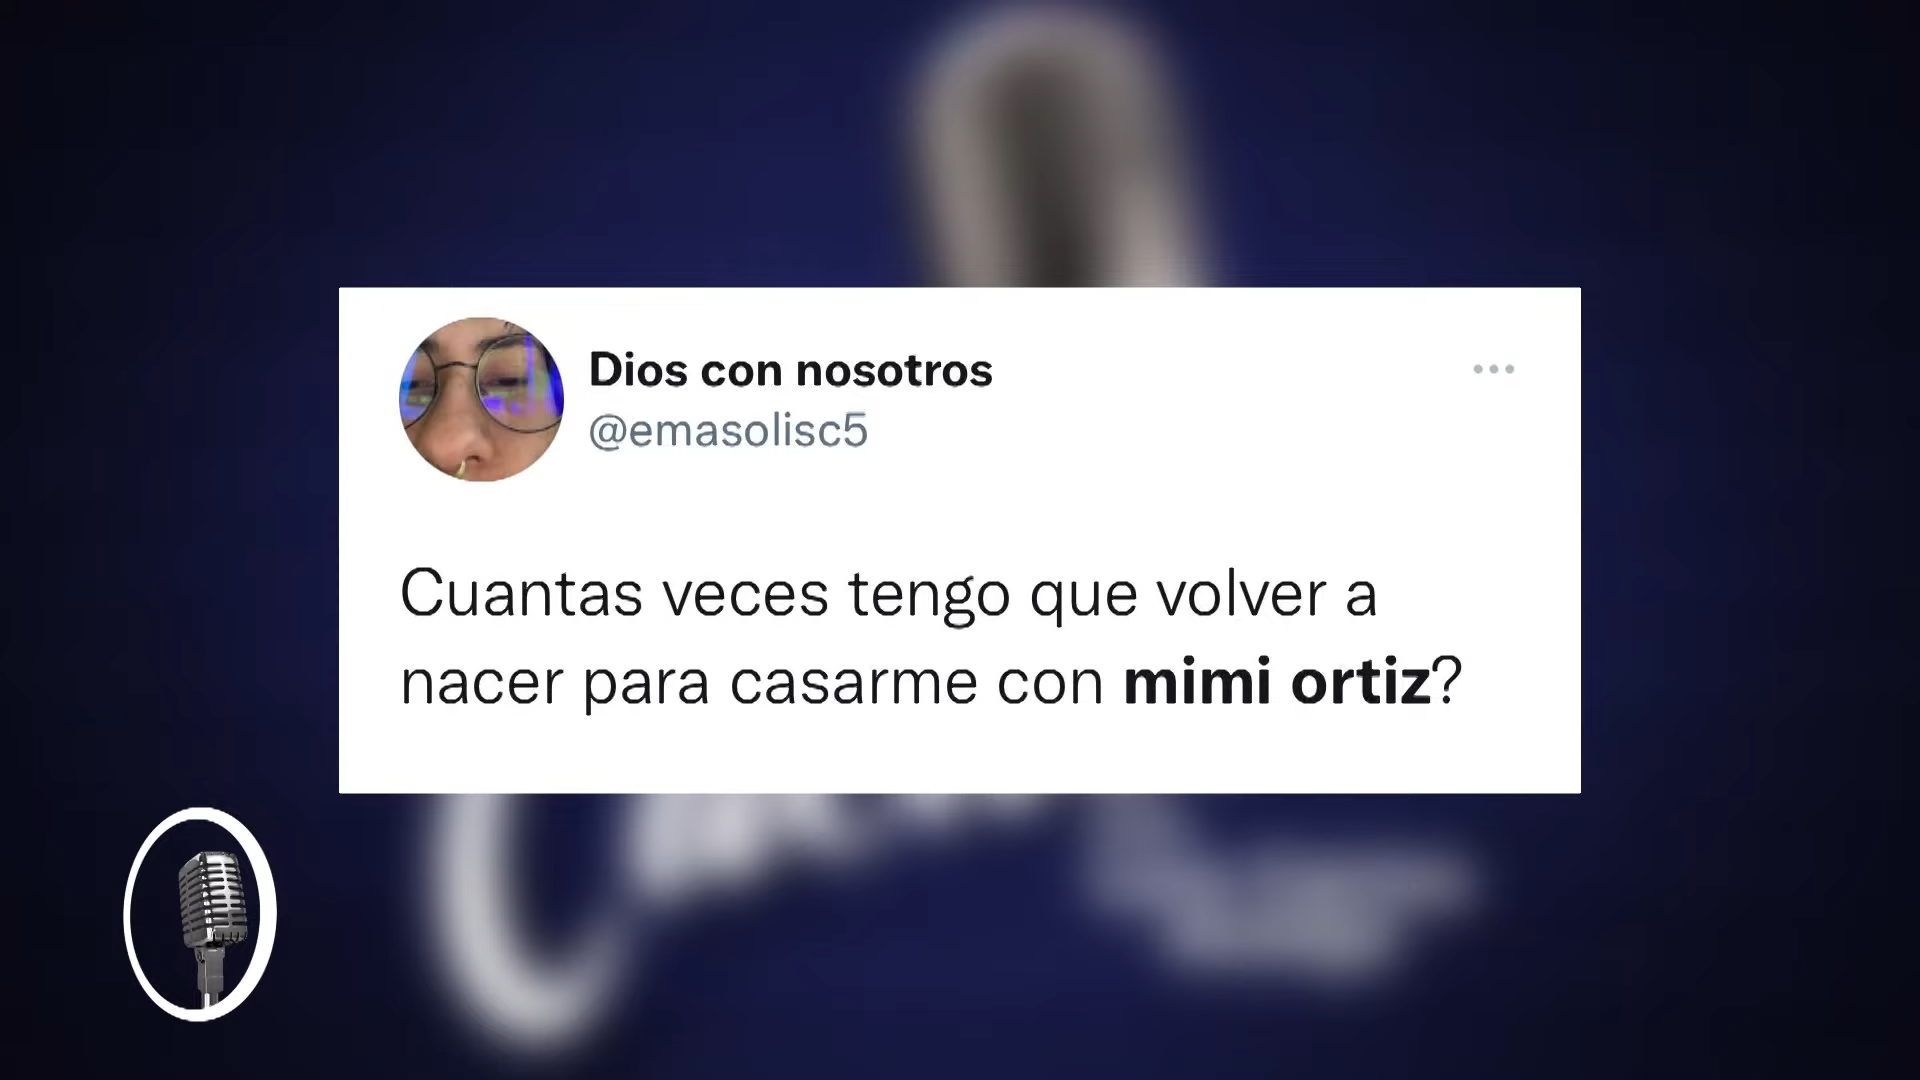 Dios con nosotros
@emasolisc5
Cuantas veces tengo que volver a
nacer para casarme con mimi ortiz?